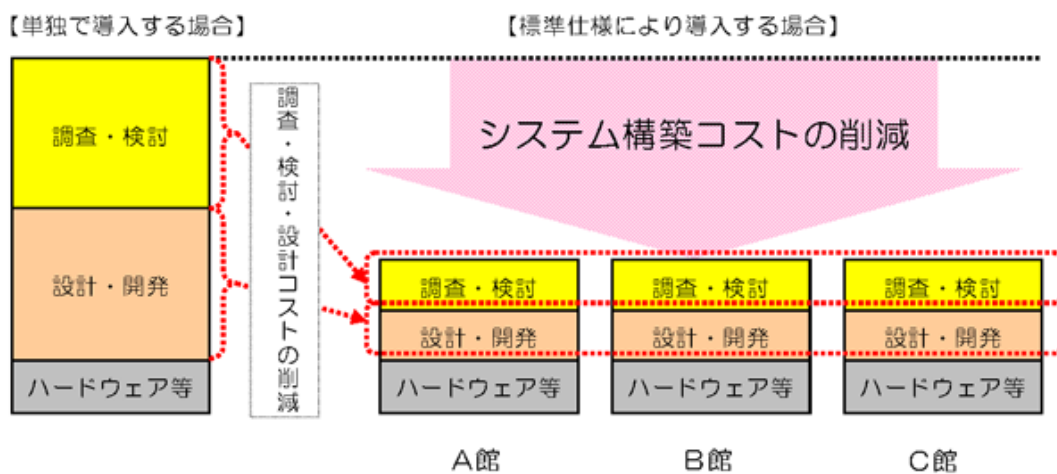 【単独で導入する場合】
【標準仕様により導入する場合】
調査・検討
設計・開発
ハードウェア等
調査・検討・設計コストの削減
システム構築コストの削減
調査・検討
設計・開発
ハードウェア等
A館
調査・検討
設計・開発
ハードウェア等
B館
調査・検討
設計・開発
ハードウェア等
C館